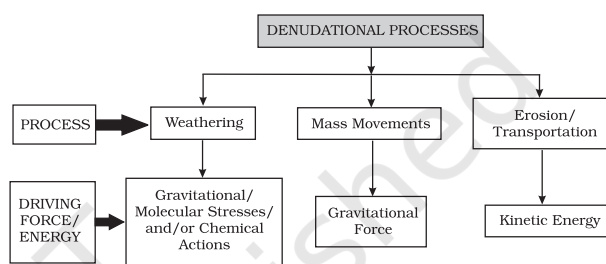 DENUDATIONAL PROCESSES
PROCESS
Weathering
Mass Movements
Erosion/
Transportation
DRIVING
FORCE/
ENERGY
Gravitational/
Molecular Stresses/
and/or Chemical
Actions
Gravitational
Force
Kinetic Energy